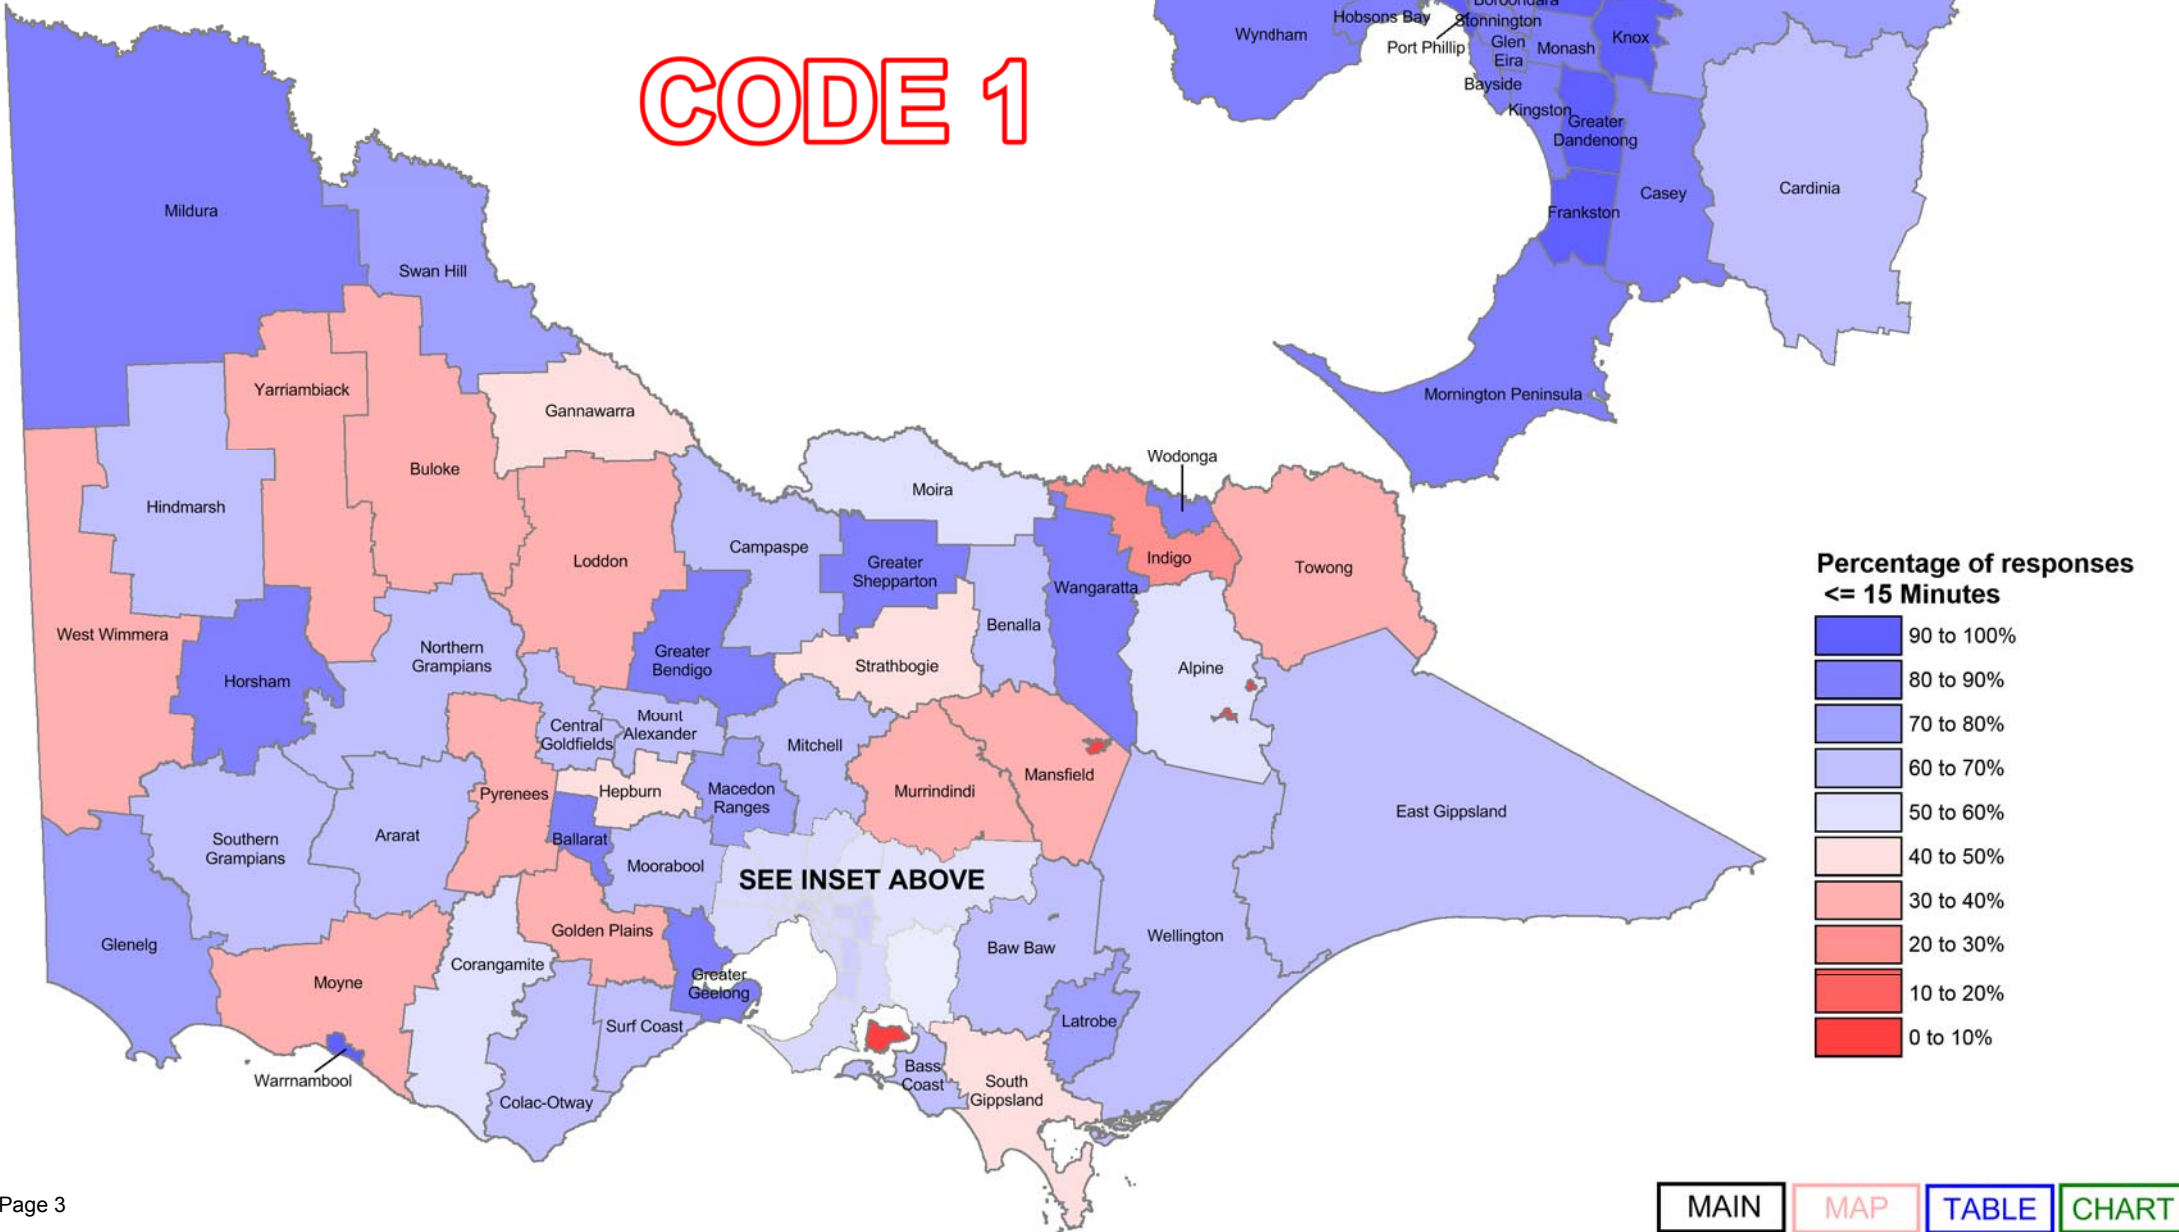 Boroondara
Hobsons Bay
Stonnington
Wyndham
Port Phillip
Glen
Eira
Monash
Knox
Bayside
CODE 1
Kingston
Greater
Dandenong
Casey
Cardinia
Frankston
Mildura
Swan Hill
Mornington Peninsula
Yarriambiack
Gannawarra
Wodonga
Buloke
Moira
Hindmarsh
Campaspe
Loddon
Greater
Shepparton
Indigo
Towong
Wangaratta
Percentage of responses
<= 15 Minutes
90 to 100%
80 to 90%
70 to 80%
60 to 70%
50 to 60%
40 to 50%
30 to 40%
20 to 30%
10 to 20%
0 to 10%
West Wimmera
Benalla
Northern
Grampians
Greater
Bendigo
Strathbogie
Alpine
Horsham
Central
Goldfields
Mount
Alexander
Mitchell
Mansfield
Pyrenees
Hepburn
Macedon
Ranges
Murrindindi
East Gippsland
Southern
Grampians
Ararat
Ballarat
Moorabool
SEE INSET ABOVE
Golden Plains
Glenelg
Corangamite
Baw Baw
Wellington
Moyne
Greater
Geelong
Surf Coast
Latrobe
Warrnambool
Bass
Coast
South
Gippsland
Colac-Otway
Page 3
MAIN
MAP
TABLE
CHART